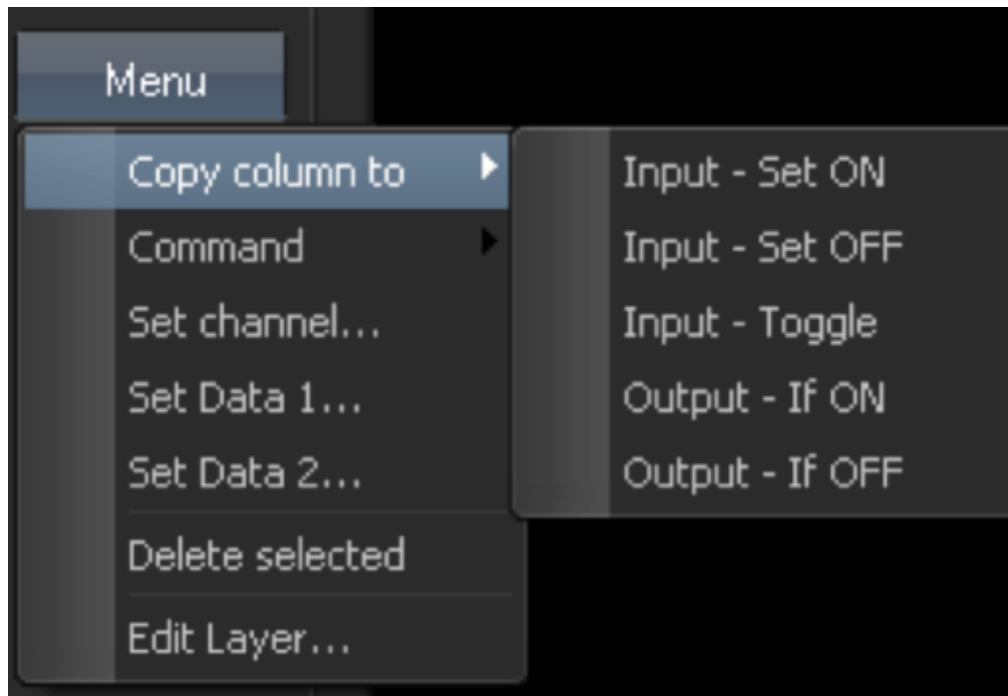 Menu
Copy column to
Command
Set channel...
Set Data 1...
Set Data 2...
Delete selected
Edit Layer...
Input - Set ON
Input - Set OFF
Input - Toggle
Output - If ON
Output - If OFF